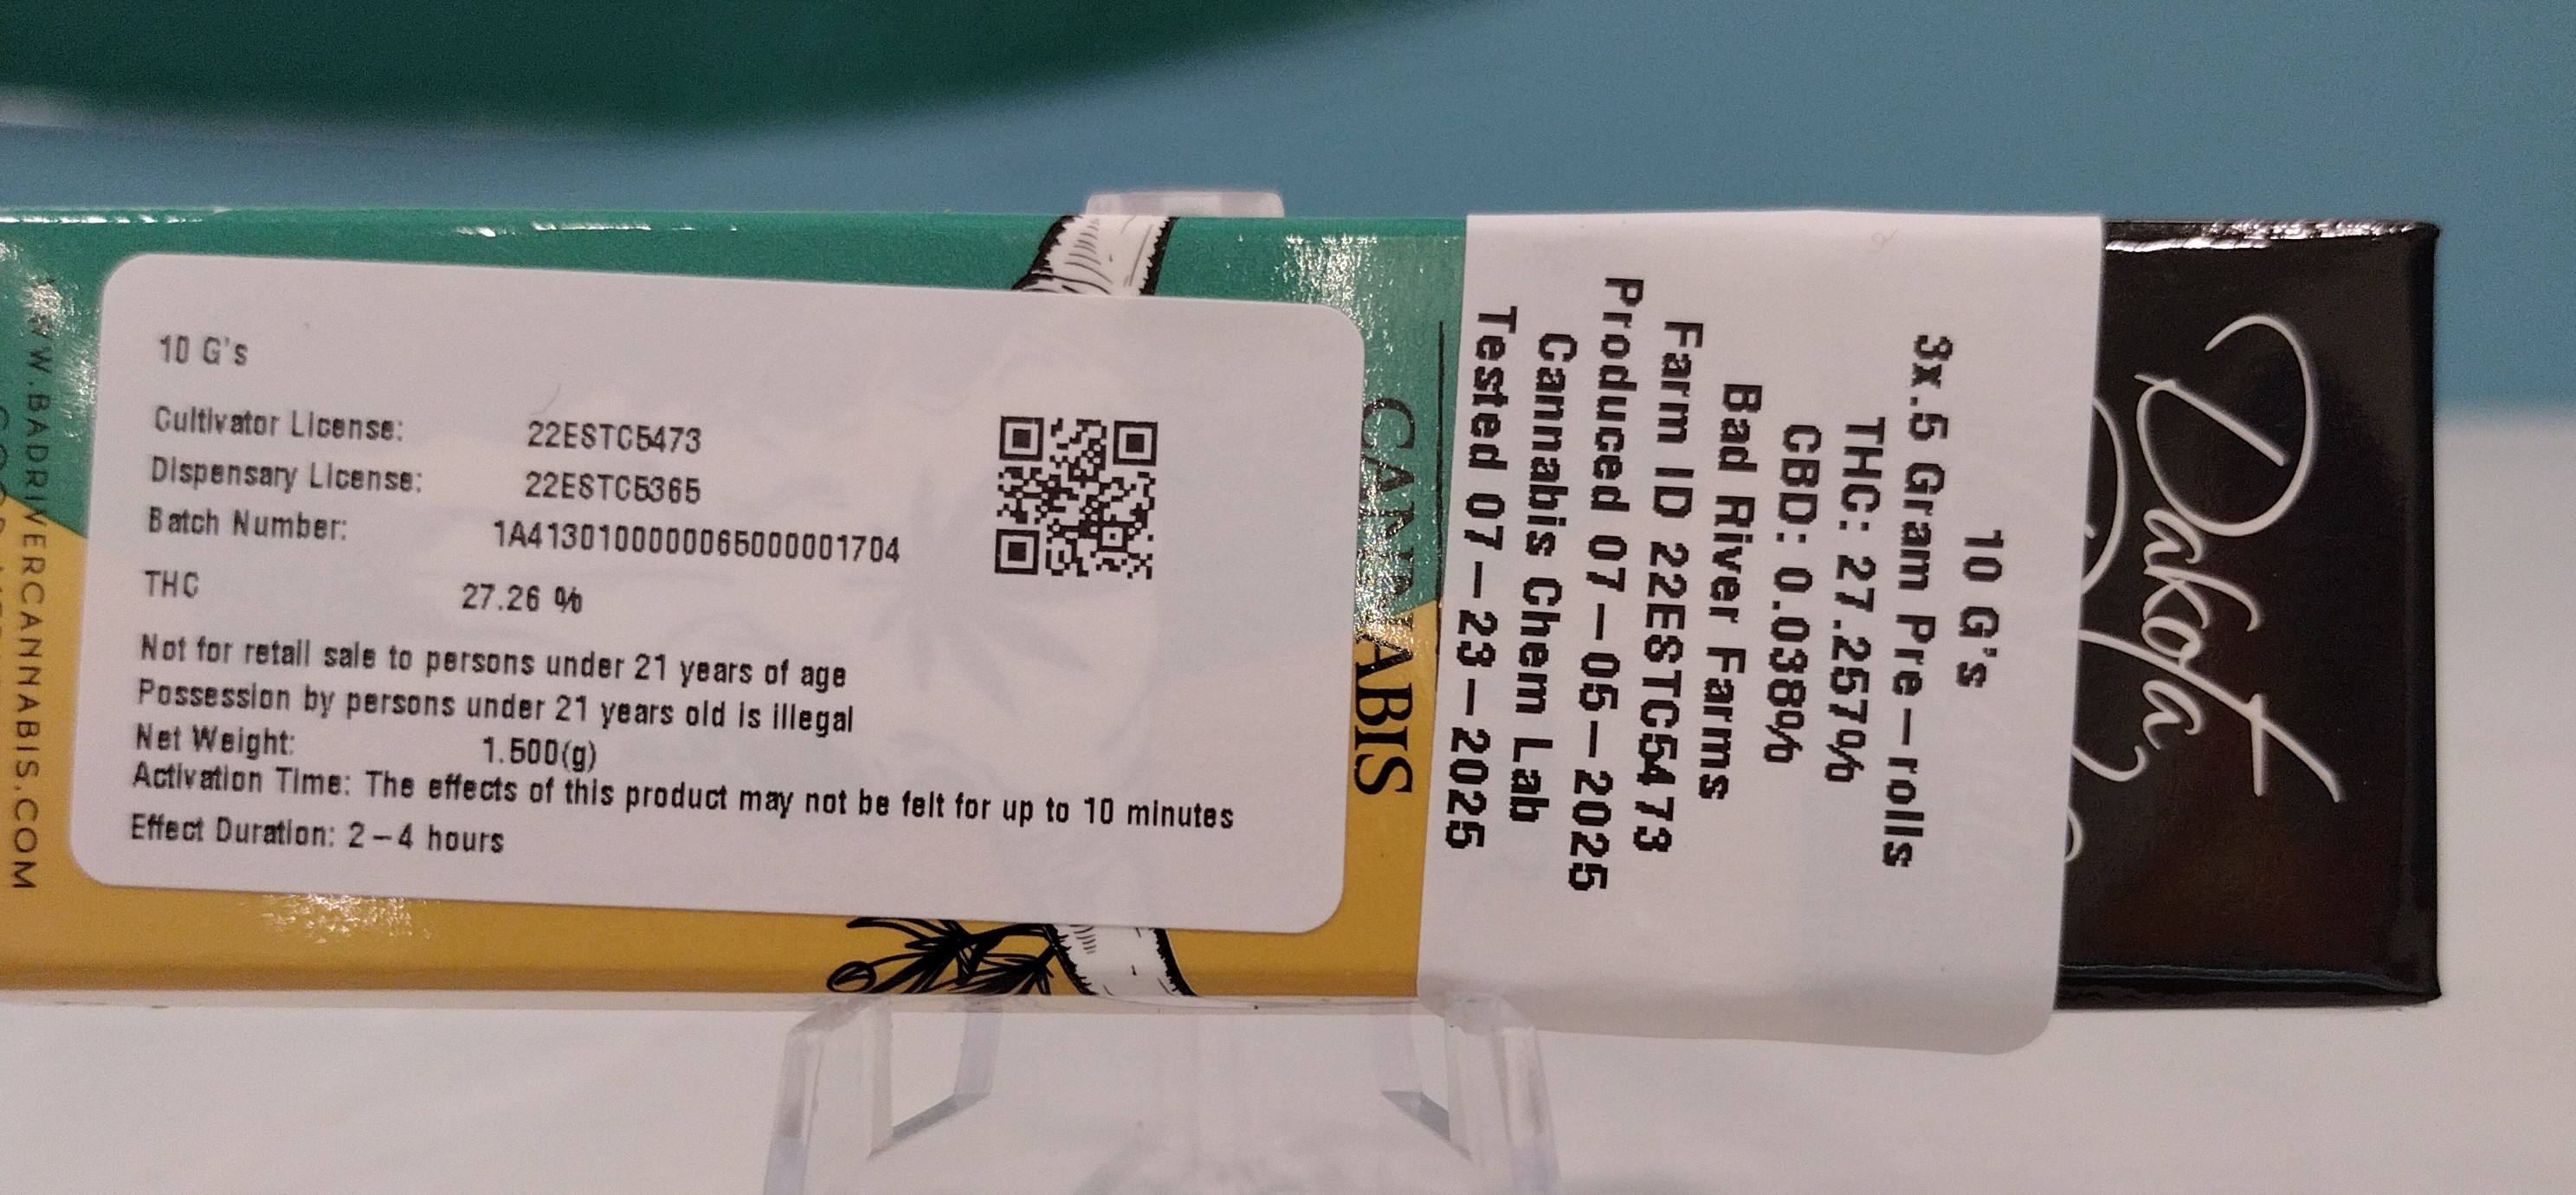 10 G's
Cultivator License: 22ESTC5473
Dispensary License: 22ESTC5365
Batch Number: 1A4130100000065000001704
THC 27.26 %
Not for retail sale to persons under 21 years of age
Possession by persons under 21 years old is illegal
Net Weight: 1.500(g)
Activation Time: The effects of this product may not be felt for up to 10 minutes
Effect Duration: 2-4 hours
WWW.BADRIVERCANNABIS.COM
CANNABIS
10 G's
3x.5 Gram Pre-rolls
THC: 27.257%
CBD: 0.038%
Bad River Farms
Farm ID 22ESTC5473
Produced 07-05-2025
Cannabis Chem Lab
Tested 07-23-2025
Dakota